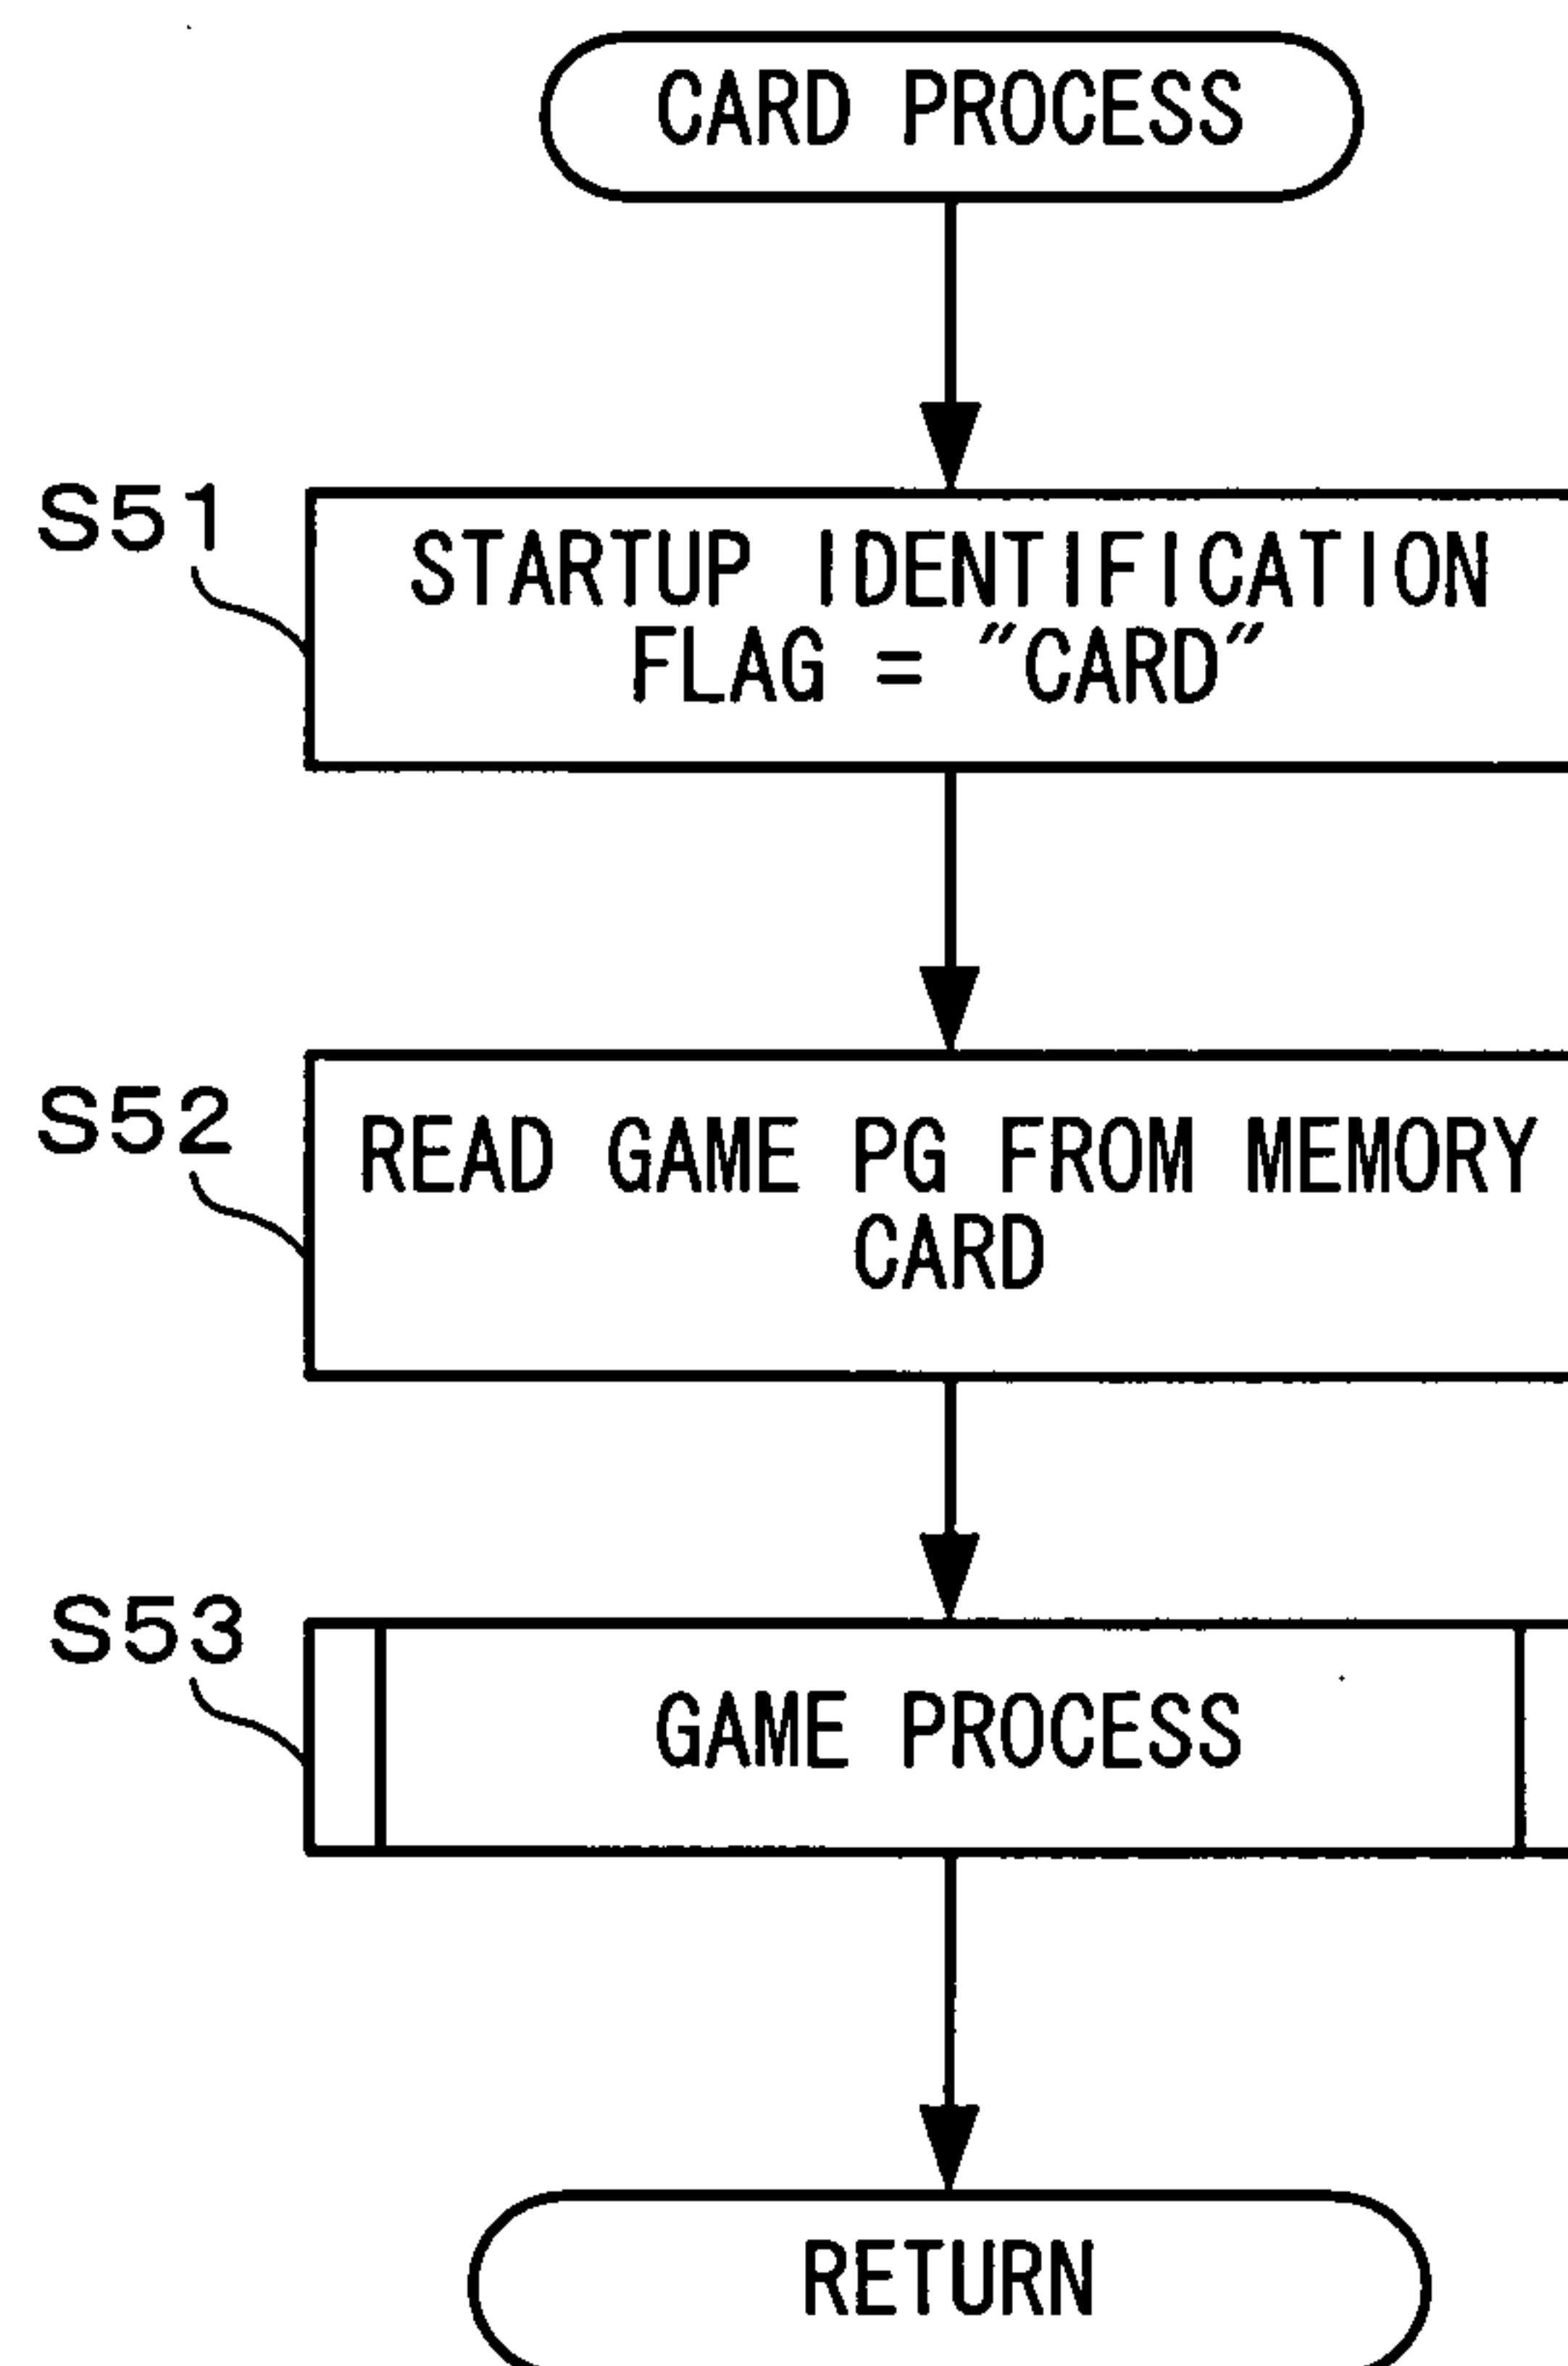 CARD PROCESS
S51
STARTUP IDENTIFICATION
FLAG = "CARD"
S52
READ GAME PG FROM MEMORY
CARD
S53
GAME PROCESS
RETURN